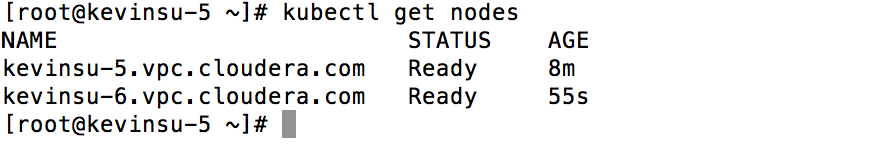 [root@kevinsu-5 ~]# kubectl get nodes
NAME STATUS AGE
kevinsu-5.vpc.cloudera.com Ready 8m
kevinsu-6.vpc.cloudera.com Ready 55s
[root@kevinsu-5 ~]#